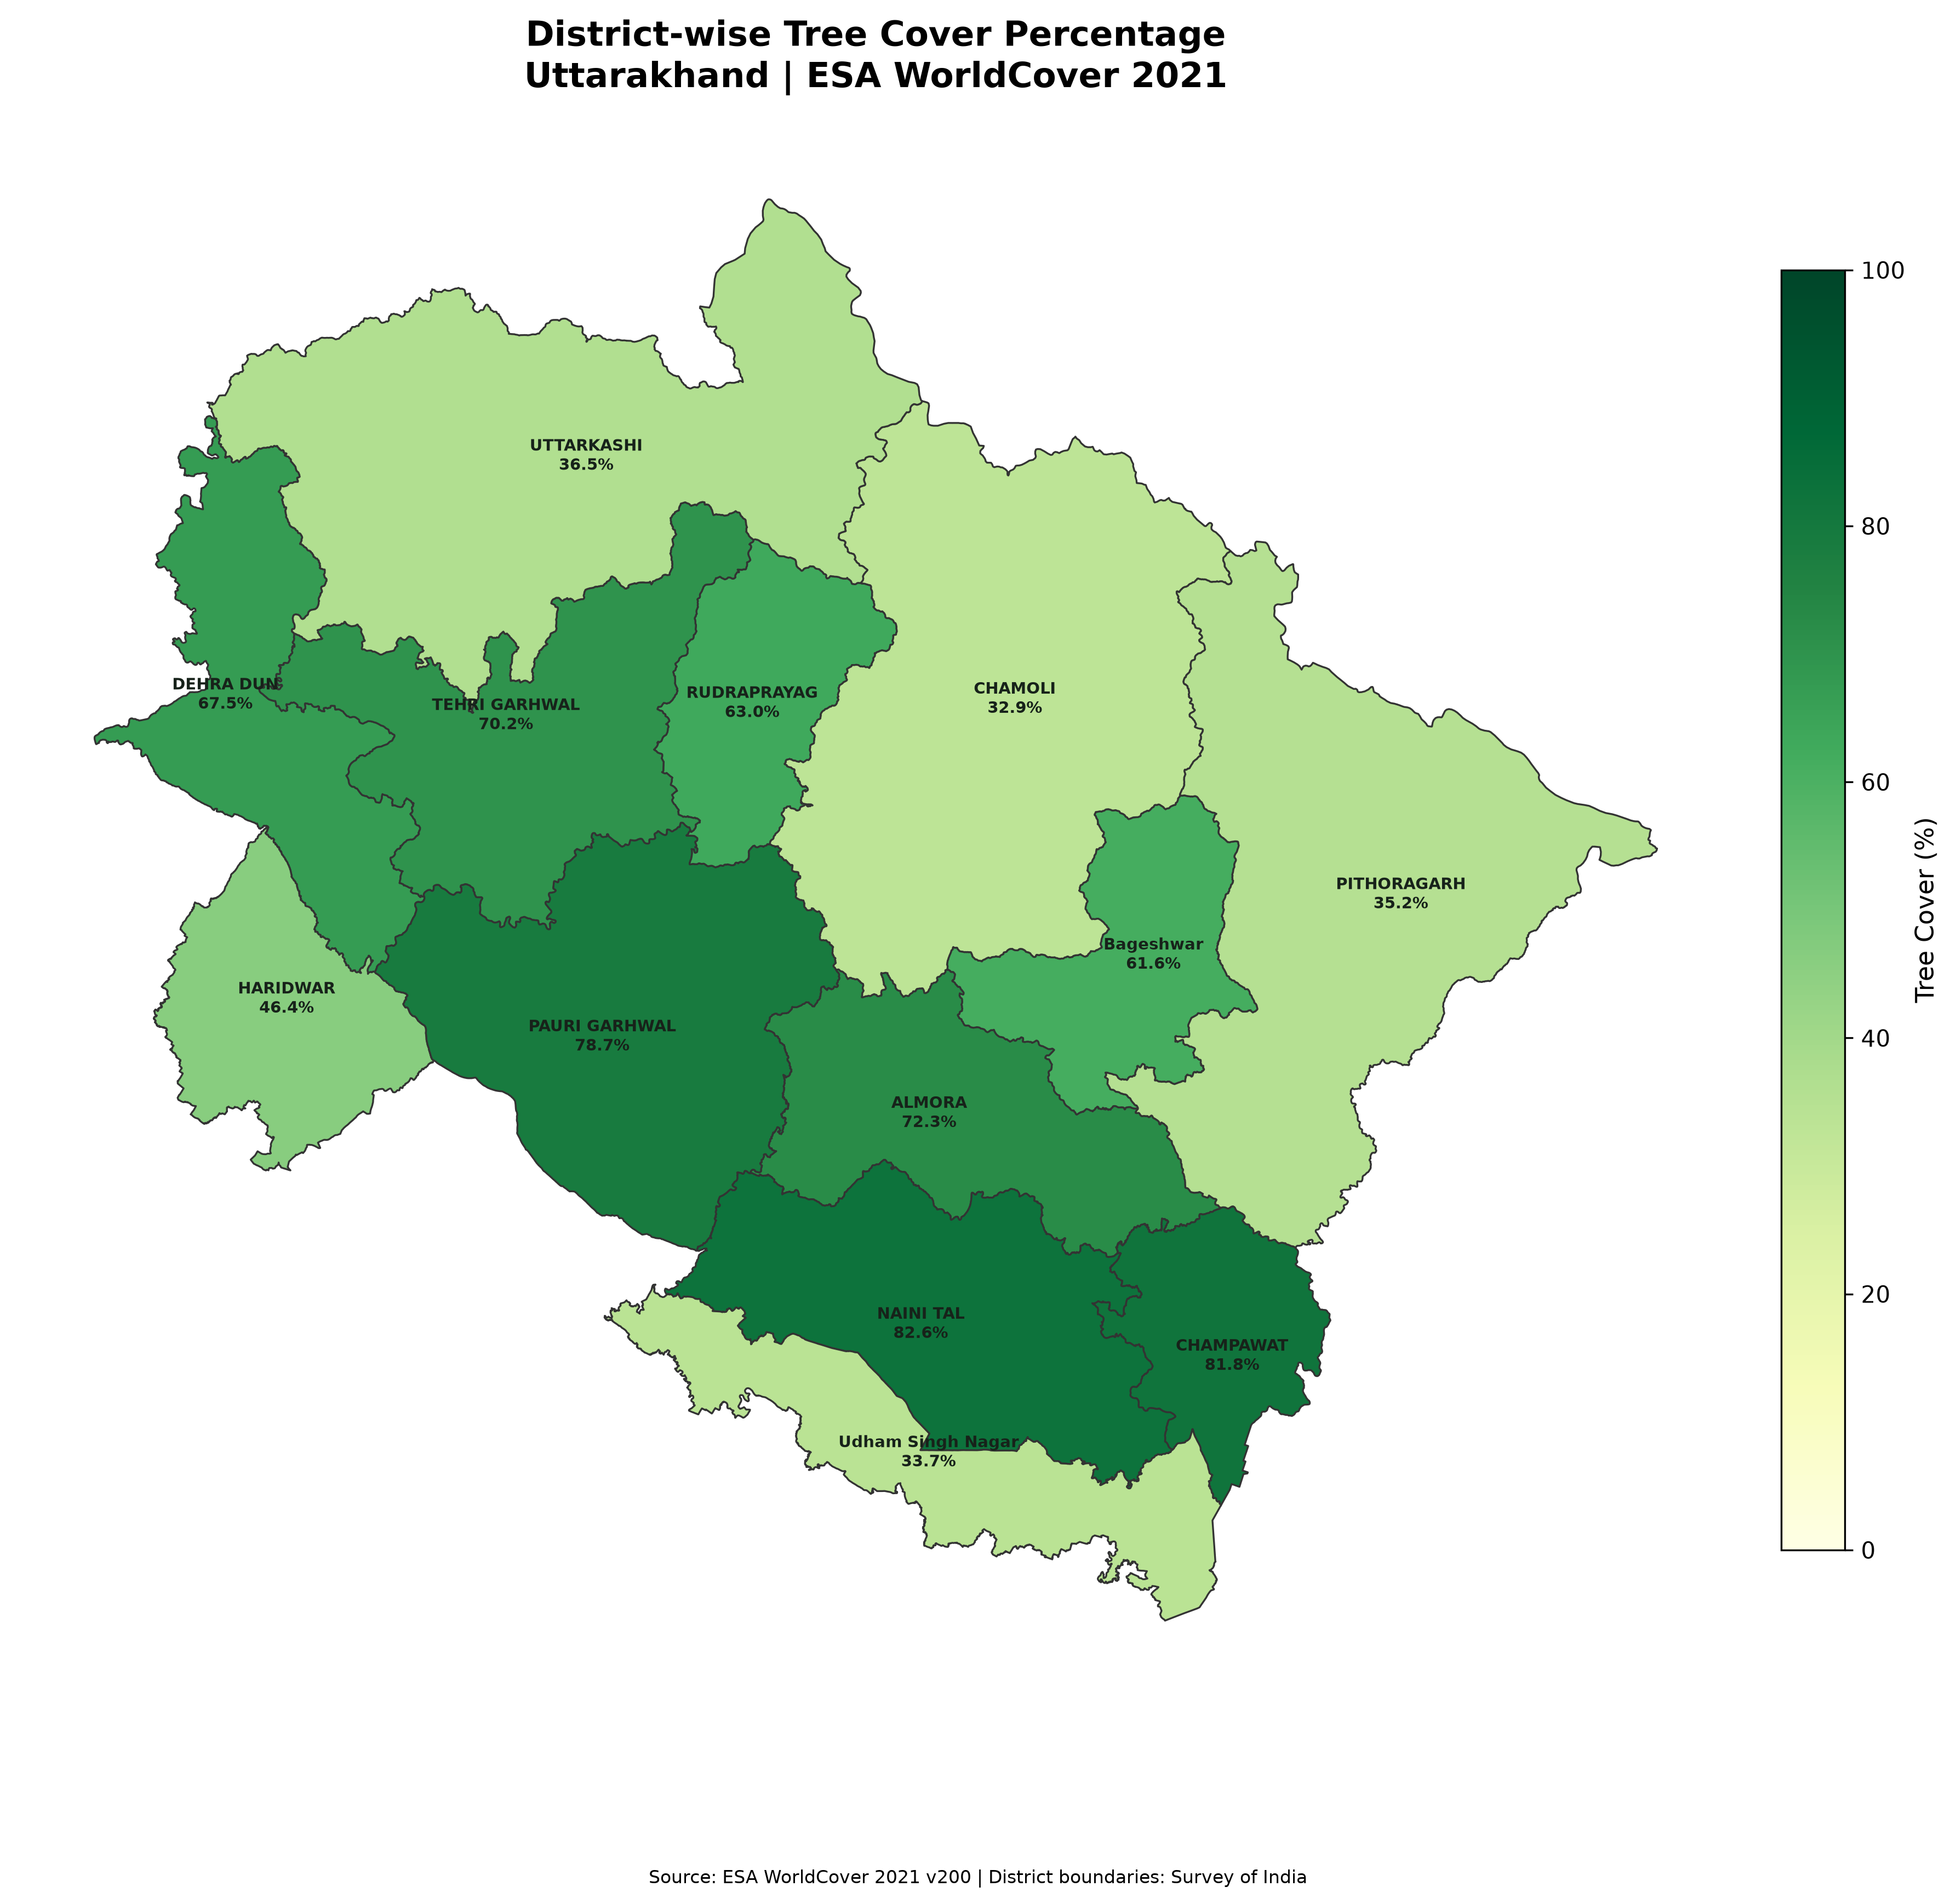 District-wise Tree Cover Percentage
Uttarakhand | ESA WorldCover 2021
UTTARKASHI
36.5%
DEHRA DUN
67.5%
TEHRI GARHWAL
70.2%
RUDRAPRAYAG
63.0%
CHAMOLI
32.9%
PITHORAGARH
35.2%
Bageshwar
61.6%
HARIDWAR
46.4%
PAURI GARHWAL
78.7%
ALMORA
72.3%
NAINI TAL
82.6%
CHAMPAWAT
81.8%
Udham Singh Nagar
33.7%
100
80
60
40
20
0
Tree Cover (%)
Source: ESA WorldCover 2021 v200 | District boundaries: Survey of India